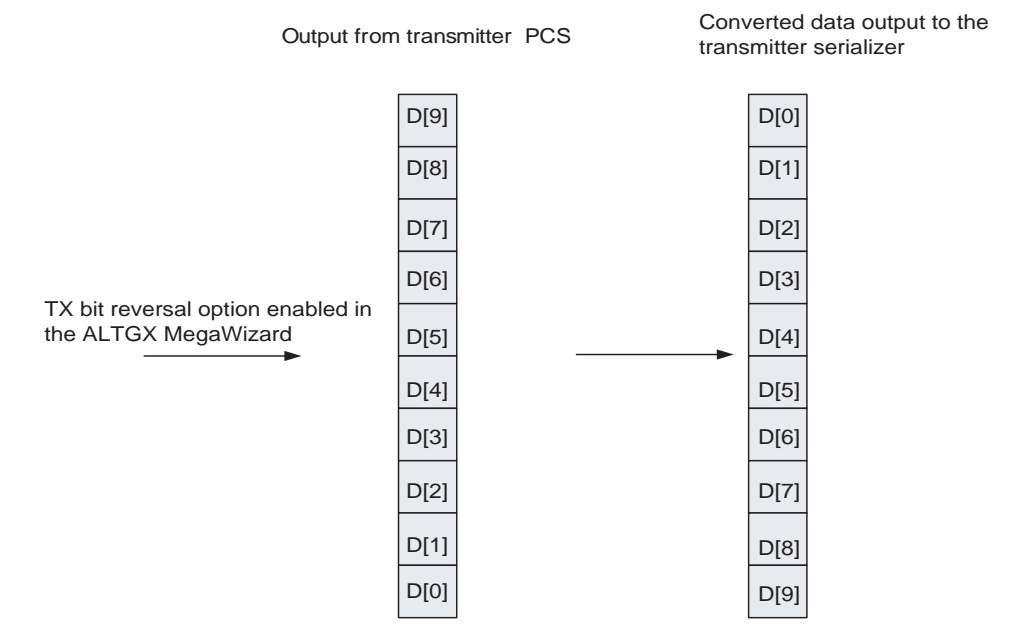 Output from transmitter PCS
Converted data output to the
transmitter serializer
TX bit reversal option enabled in
the ALTGX MegaWizard
D[9]
D[8]
D[7]
D[6]
D[5]
D[4]
D[3]
D[2]
D[1]
D[0]
D[0]
D[1]
D[2]
D[3]
D[4]
D[5]
D[6]
D[7]
D[8]
D[9]